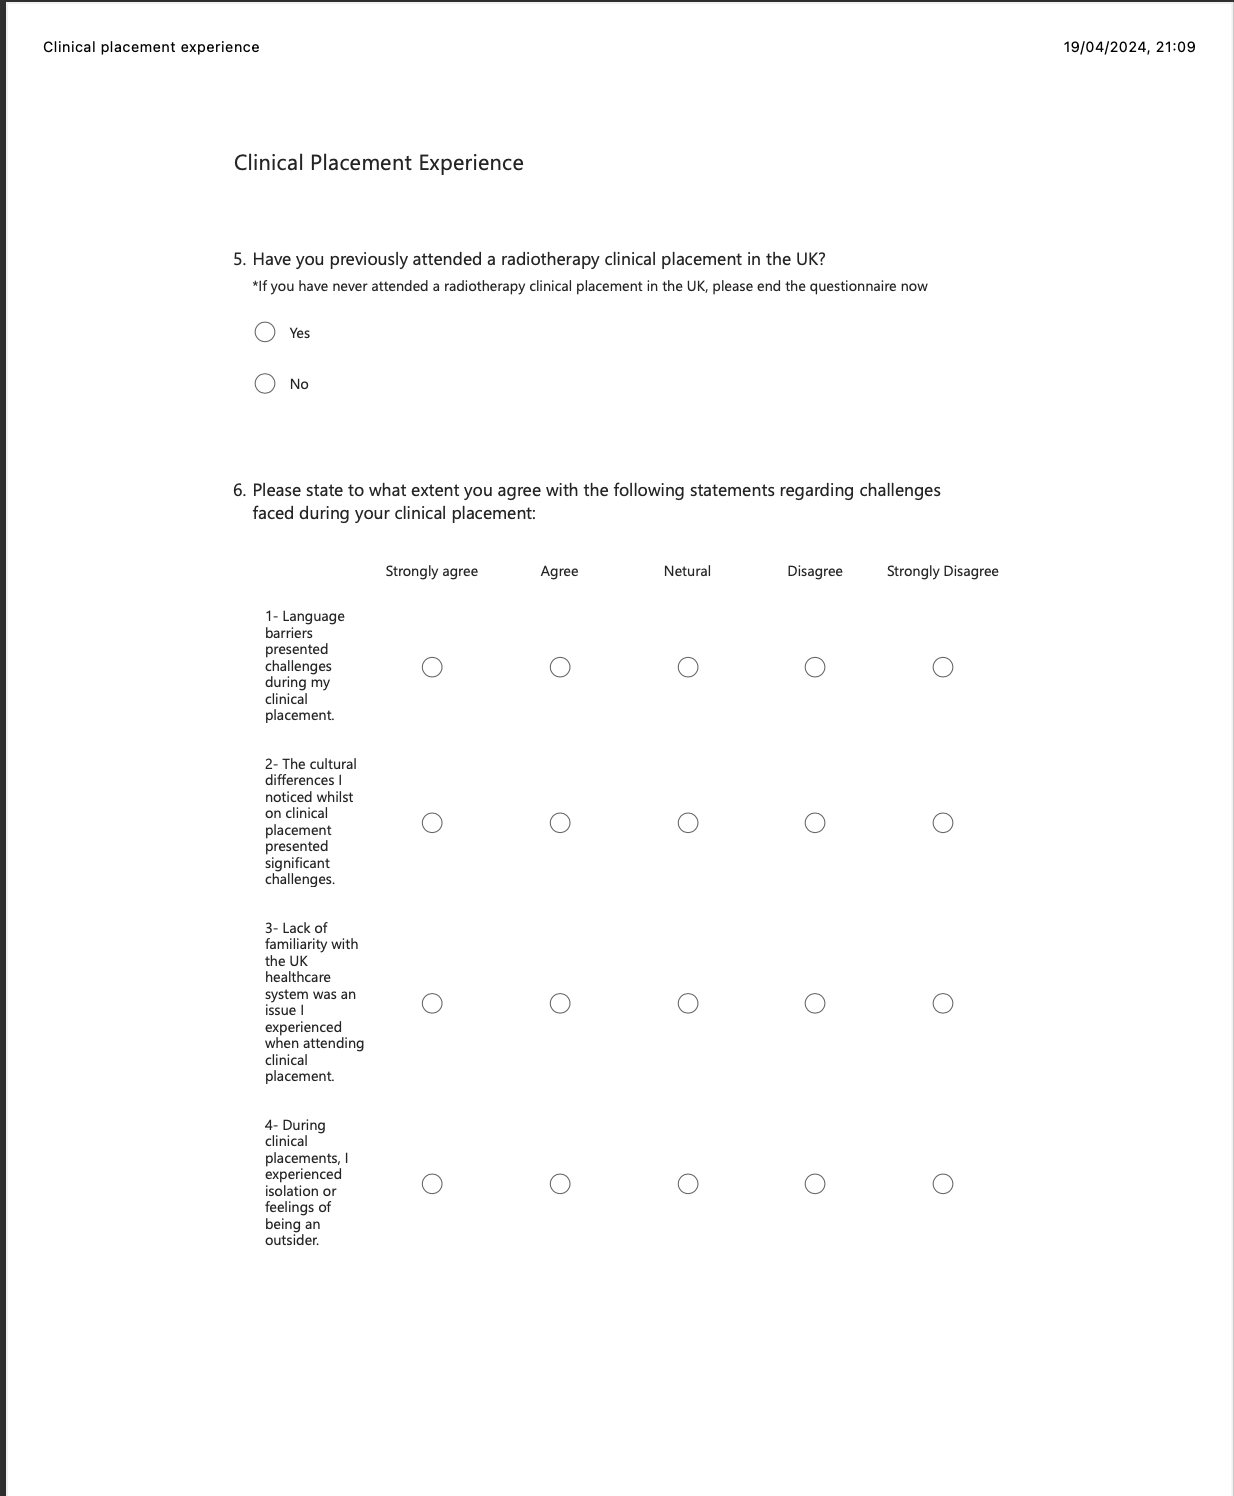 Clinical placement experience
19/04/2024, 21:09
Clinical Placement Experience
5. Have you previously attended a radiotherapy clinical placement in the UK?
*If you have never attended a radiotherapy clinical placement in the UK, please end the questionnaire now
Yes
No
6. Please state to what extent you agree with the following statements regarding challenges
faced during your clinical placement:
Strongly agree Agree Netural Disagree Strongly Disagree
1- Language
barriers
presented
challenges
during my
clinical
placement.
2- The cultural
differences I
noticed whilst
on clinical
placement
presented
significant
challenges.
3- Lack of
familiarity with
the UK
healthcare
system was an
issue I
experienced
when attending
clinical
placement.
4- During
clinical
placements, I
experienced
isolation or
feelings of
being an
outsider.